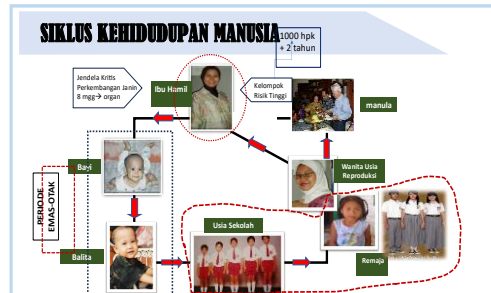 SIKLUS KEHIDUDUPAN MANUSIA
1000 hpk
+ 2 tahun
Jendela Kritis
Perkembangan Janin
8 mgg→ organ
Ibu Hamil
Kelompok
Risik Tinggi
manula
Bayi
Wanita Usia
Reproduksi
PERIODE
EMAS-OTAK
Balita
Usia Sekolah
Remaja